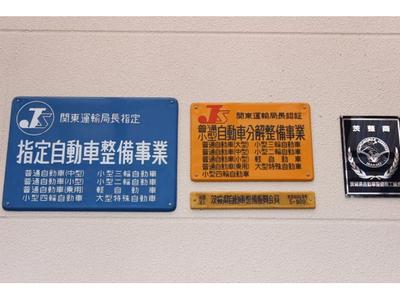 JS
関東運輸局長指定
指定自動車整備事業
普通自動車(中型) 小型三輪自動車
普通自動車(小型) 小型二輪自動車
普通自動車(乗用) 軽自動車
小型四輪自動車 大型特殊自動車
JS
関東運輸局長認証
普通
小型
自動車分解整備事業
普通自動車(大型) 小型三輪自動車
普通自動車(中型) 小型二輪自動車
普通自動車(小型) 軽自動車
普通自動車(乗用) 大型特殊自動車
小型四輪自動車
茨整商